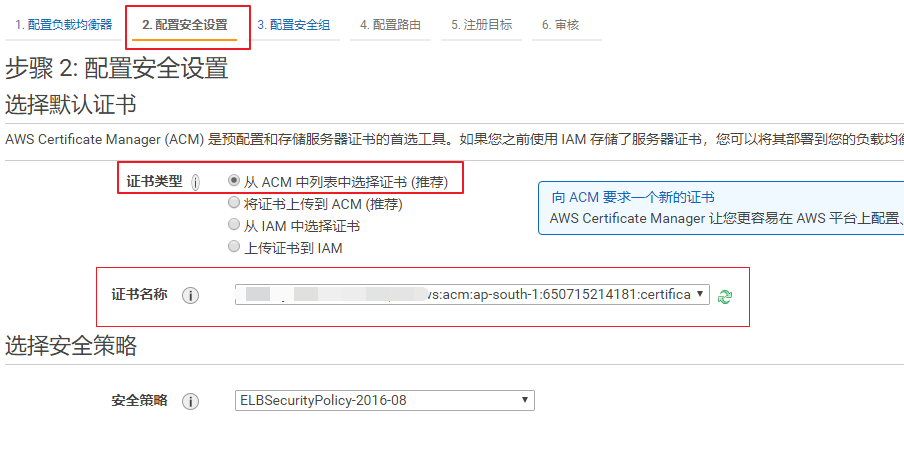 1. 配置负载均衡器 2. 配置安全设置 3. 配置安全组 4. 配置路由 5. 注册目标 6. 审核
步骤 2: 配置安全设置
选择默认证书
AWS Certificate Manager (ACM) 是预配置和存储服务器证书的首选工具。如果您之前使用 IAM 存储了服务器证书，您可以将其部署到您的负载均
证书类型 i 从 ACM 中列表中选择证书 (推荐)
将证书上传到 ACM (推荐)
从 IAM 中选择证书
上传证书到 IAM
向 ACM 要求一个新的证书
AWS Certificate Manager 让您更容易在 AWS 平台上配置、
证书名称 i ws:acm:ap-south-1:650715214181:certifica
选择安全策略
安全策略 i ELBSecurityPolicy-2016-08